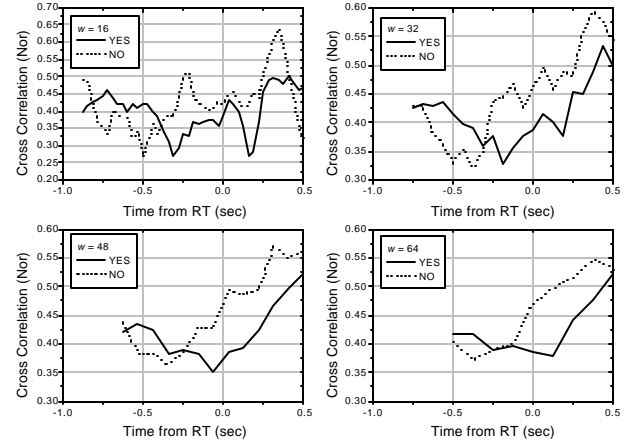 0.70
0.65
0.60
0.55
0.50
0.45
0.40
0.35
0.30
0.25
0.20
Cross Correlation (Nor)
w = 16
YES
NO
-1.0 -0.5 0.0 0.5
Time from RT (sec)
0.60
0.55
0.50
0.45
0.40
0.35
0.30
Cross Correlation (Nor)
w = 32
YES
NO
-1.0 -0.5 0.0 0.5
Time from RT (sec)
0.60
0.55
0.50
0.45
0.40
0.35
0.30
Cross Correlation (Nor)
w = 48
YES
NO
-1.0 -0.5 0.0 0.5
Time from RT (sec)
0.60
0.55
0.50
0.45
0.40
0.35
0.30
Cross Correlation (Nor)
w = 64
YES
NO
-1.0 -0.5 0.0 0.5
Time from RT (sec)